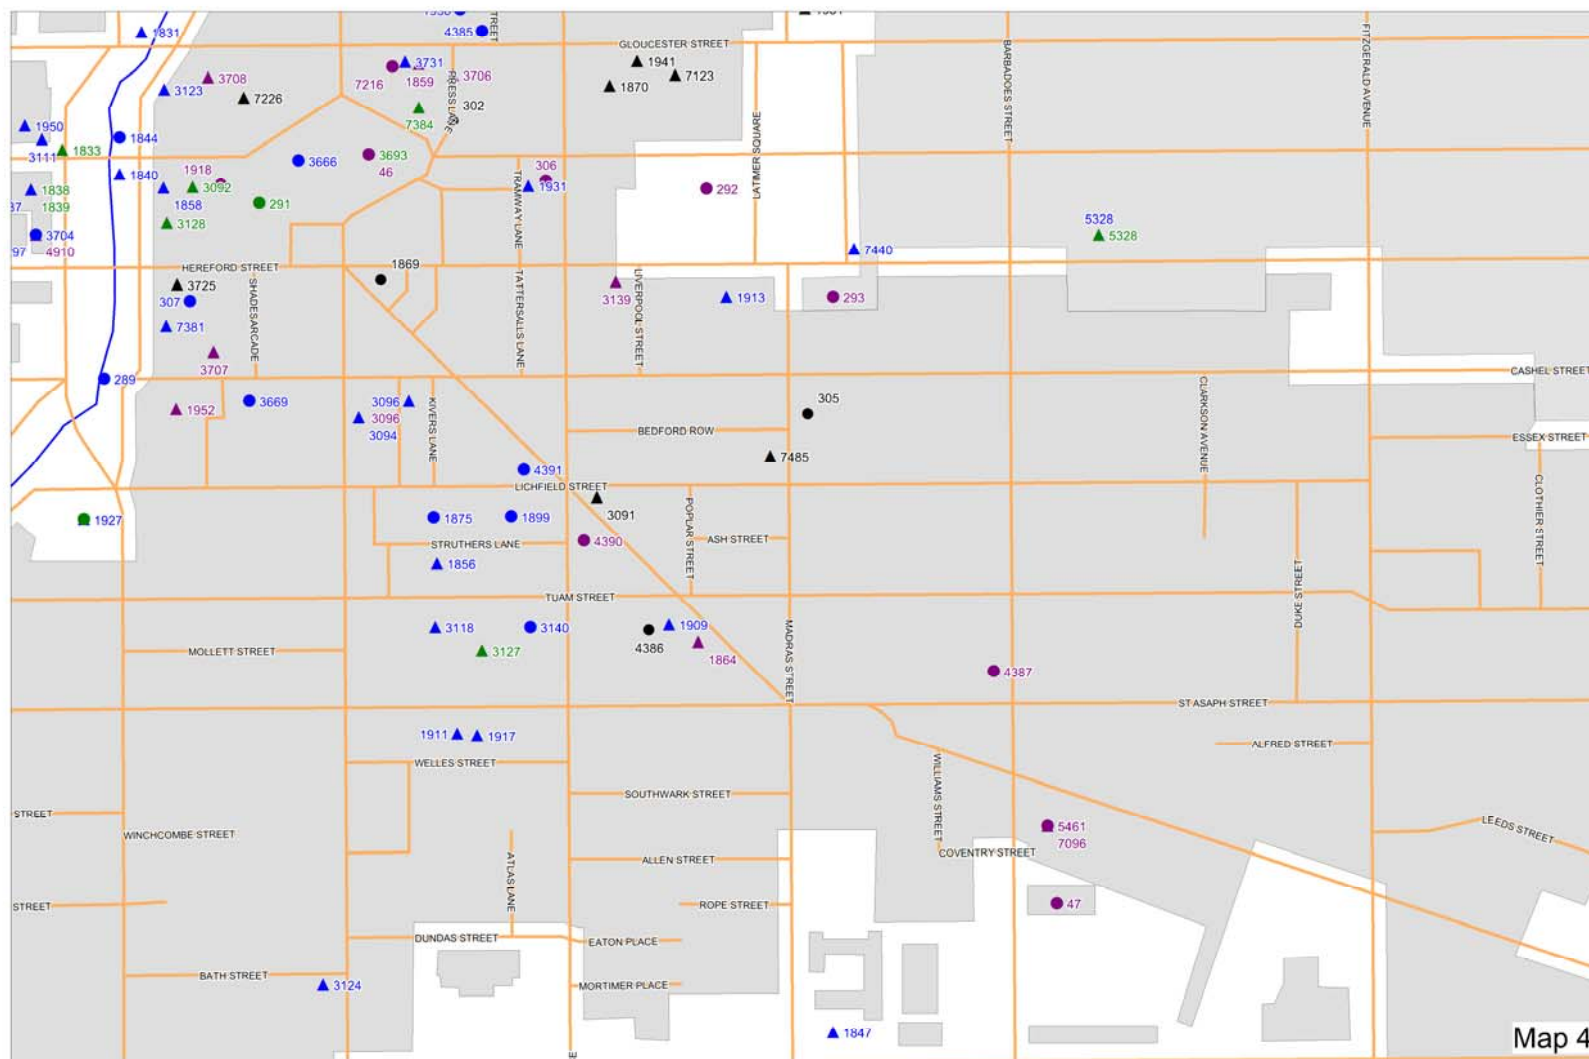 4385
STREET
1831
GLOUCESTER STREET
BARBADOES STREET
FITZGERALD AVENUE
3731
1941
3708
7216
1859
3706
7123
3123
7226
PRESS LANE
302
1870
7384
1950
1844
LATIMER SQUARE
3111
1833
3666
3693
46
1918
306
1840
TRAMWAY LANE
1838
3092
1931
292
37
1839
1858
291
5328
3128
3704
5328
97
4910
7440
HEREFORD STREET
1869
3725
SHADES ARCADE
TATTERSALLS LANE
3139
LIVERPOOL STREET
1913
293
307
7381
3707
289
CASHEL STREET
1952
3669
3096
3096
3094
KIVERS LANE
305
CLARKSON AVENUE
BEDFORD ROW
ESSEX STREET
7485
4391
LICHFIELD STREET
CLOTHIER STREET
1927
1875
1899
3091
POPLAR STREET
STRUTHERS LANE
4390
ASH STREET
1856
DUKE STREET
TUAM STREET
3118
3140
1909
4386
MADRAS STREET
MOLLETT STREET
3127
1864
4387
ST ASAPH STREET
1911
1917
ALFRED STREET
WELLES STREET
WILLIAMS STREET
SOUTHWARK STREET
STREET
WINCHCOMBE STREET
5461
7096
LEEDS STREET
ATLAS LANE
ALLEN STREET
COVENTRY STREET
STREET
ROPE STREET
47
DUNDAS STREET
EATON PLACE
BATH STREET
3124
MORTIMER PLACE
1847
Map 4
E